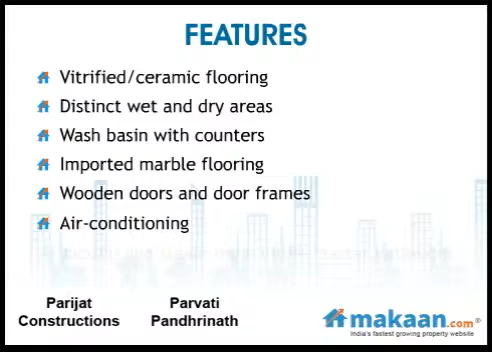 FEATURES
Vitrified/ceramic flooring
Distinct wet and dry areas
Wash basin with counters
Imported marble flooring
Wooden doors and door frames
Air-conditioning
Parijat Constructions
Parvati Pandhrinath
makaan.com®
India's fastest growing property website